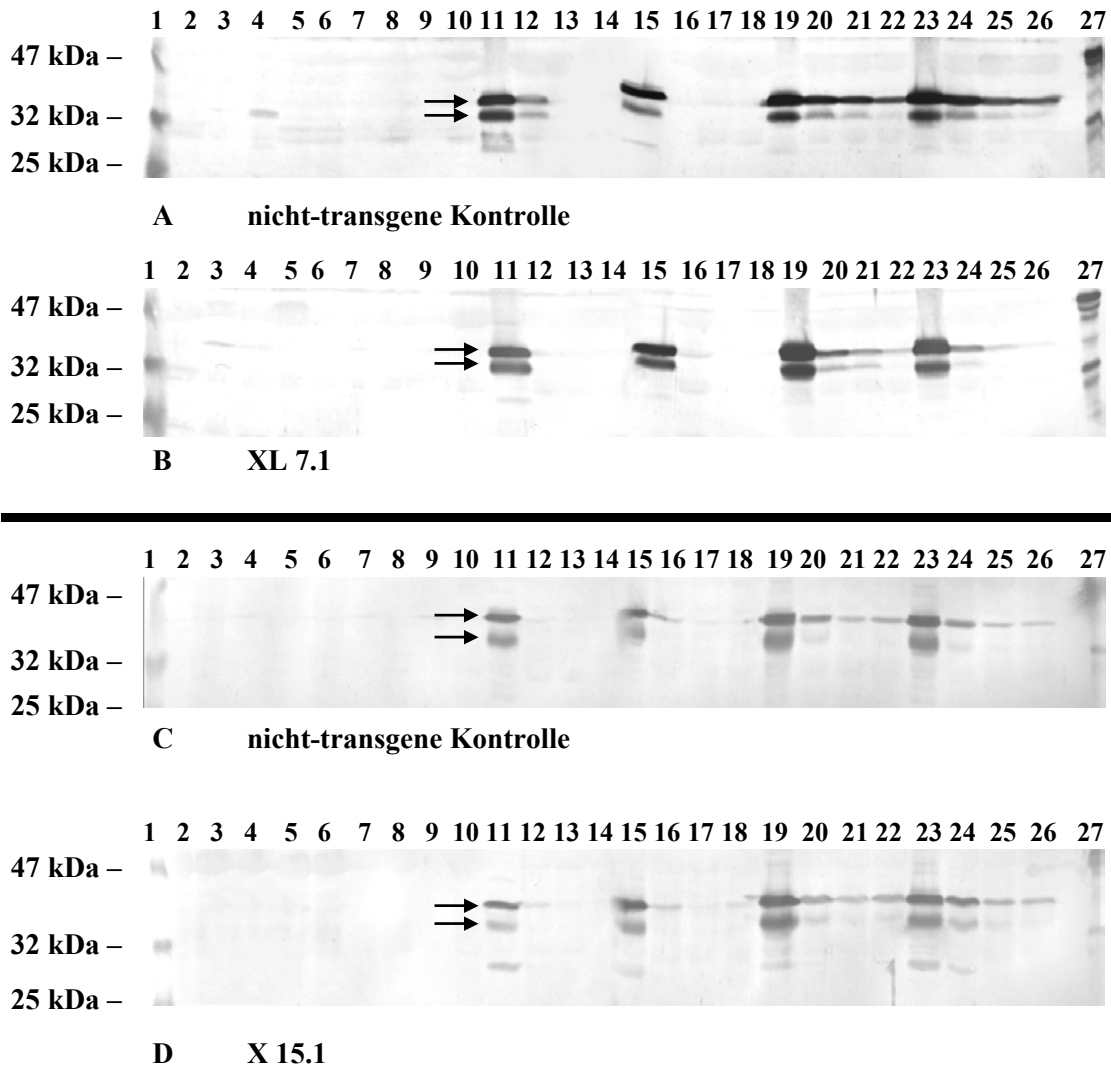 1 2 3 4 5 6 7 8 9 10 11 12 13 14 15 16 17 18 19 20 21 22 23 24 25 26 27
47 kDa –
32 kDa –
25 kDa –
A nicht-transgene Kontrolle
1 2 3 4 5 6 7 8 9 10 11 12 13 14 15 16 17 18 19 20 21 22 23 24 25 26 27
47 kDa –
32 kDa –
25 kDa –
B XL 7.1
1 2 3 4 5 6 7 8 9 10 11 12 13 14 15 16 17 18 19 20 21 22 23 24 25 26 27
47 kDa –
32 kDa –
25 kDa –
C nicht-transgene Kontrolle
1 2 3 4 5 6 7 8 9 10 11 12 13 14 15 16 17 18 19 20 21 22 23 24 25 26 27
47 kDa –
32 kDa –
25 kDa –
D X 15.1